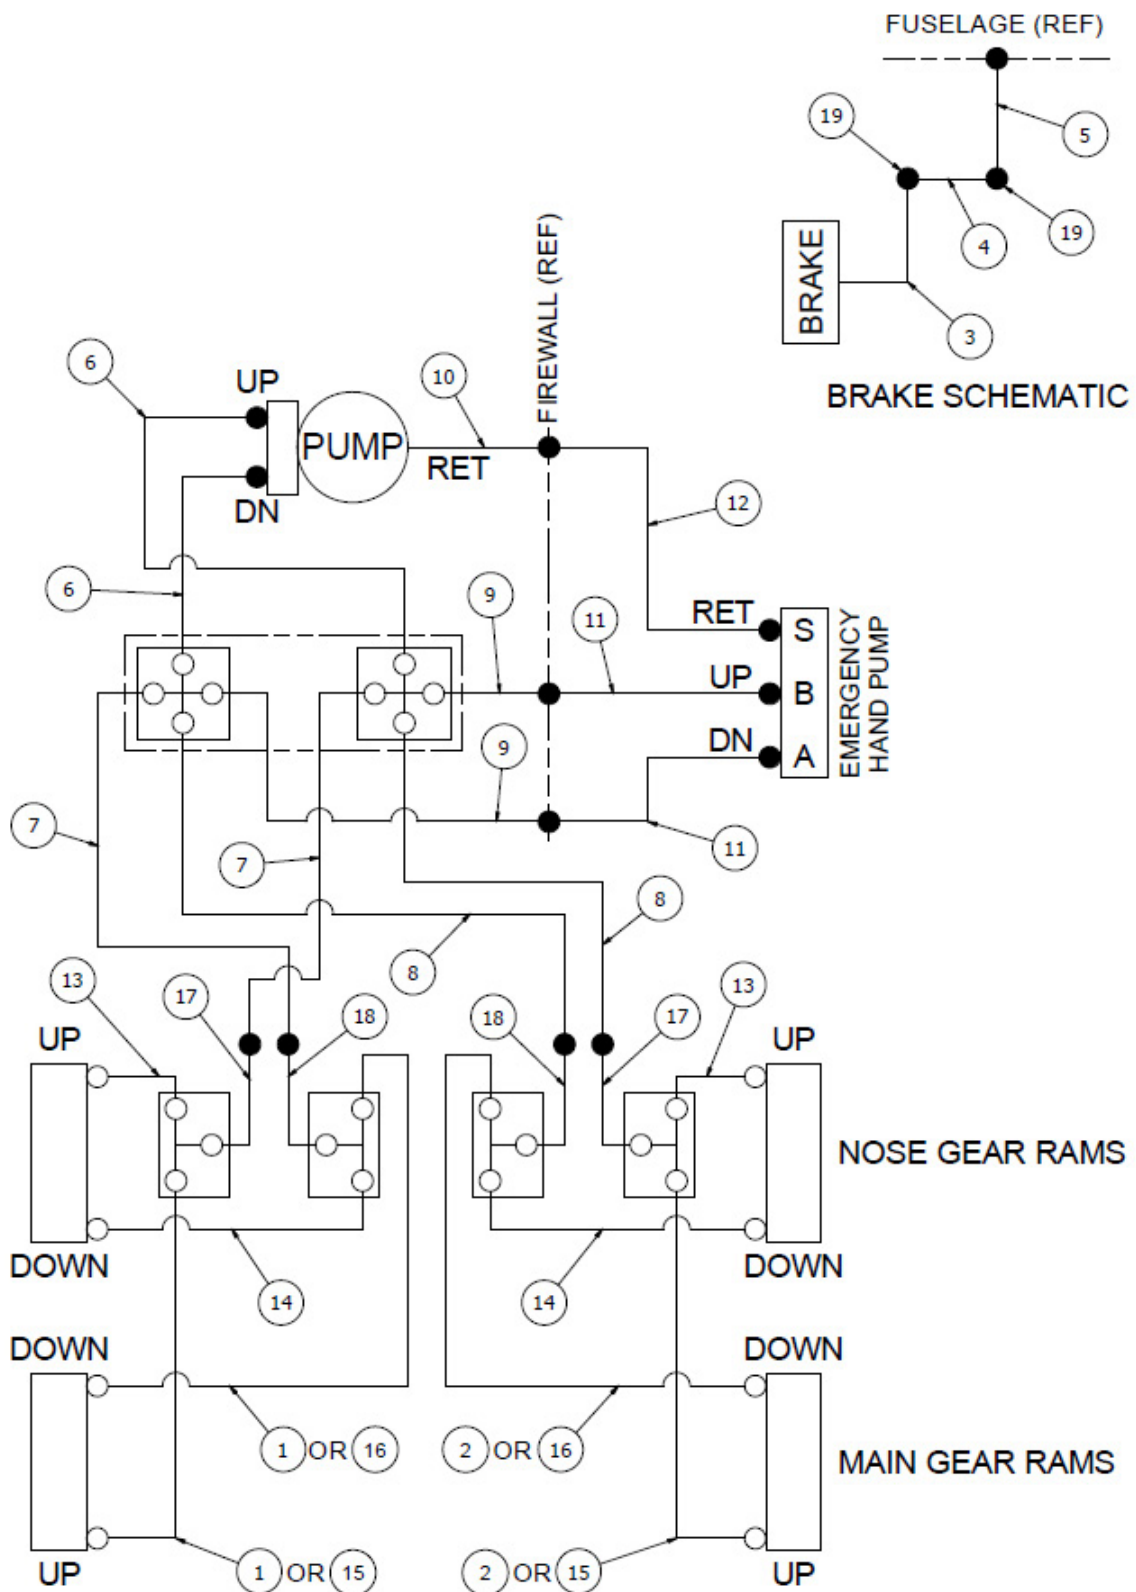 FUSELAGE (REF)
19
5
4
19
BRAKE
3
BRAKE SCHEMATIC
FIREWALL (REF)
6
UP
10
PUMP
RET
DN
12
6
9
11
RET
S
UP
B
DN
A
EMERGENCY
HAND PUMP
9
7
7
11
8
8
13
17
18
18
17
13
UP
UP
NOSE GEAR RAMS
DOWN
DOWN
14
14
DOWN
DOWN
1 OR 16
2 OR 16
MAIN GEAR RAMS
UP
1 OR 15
2 OR 15
UP